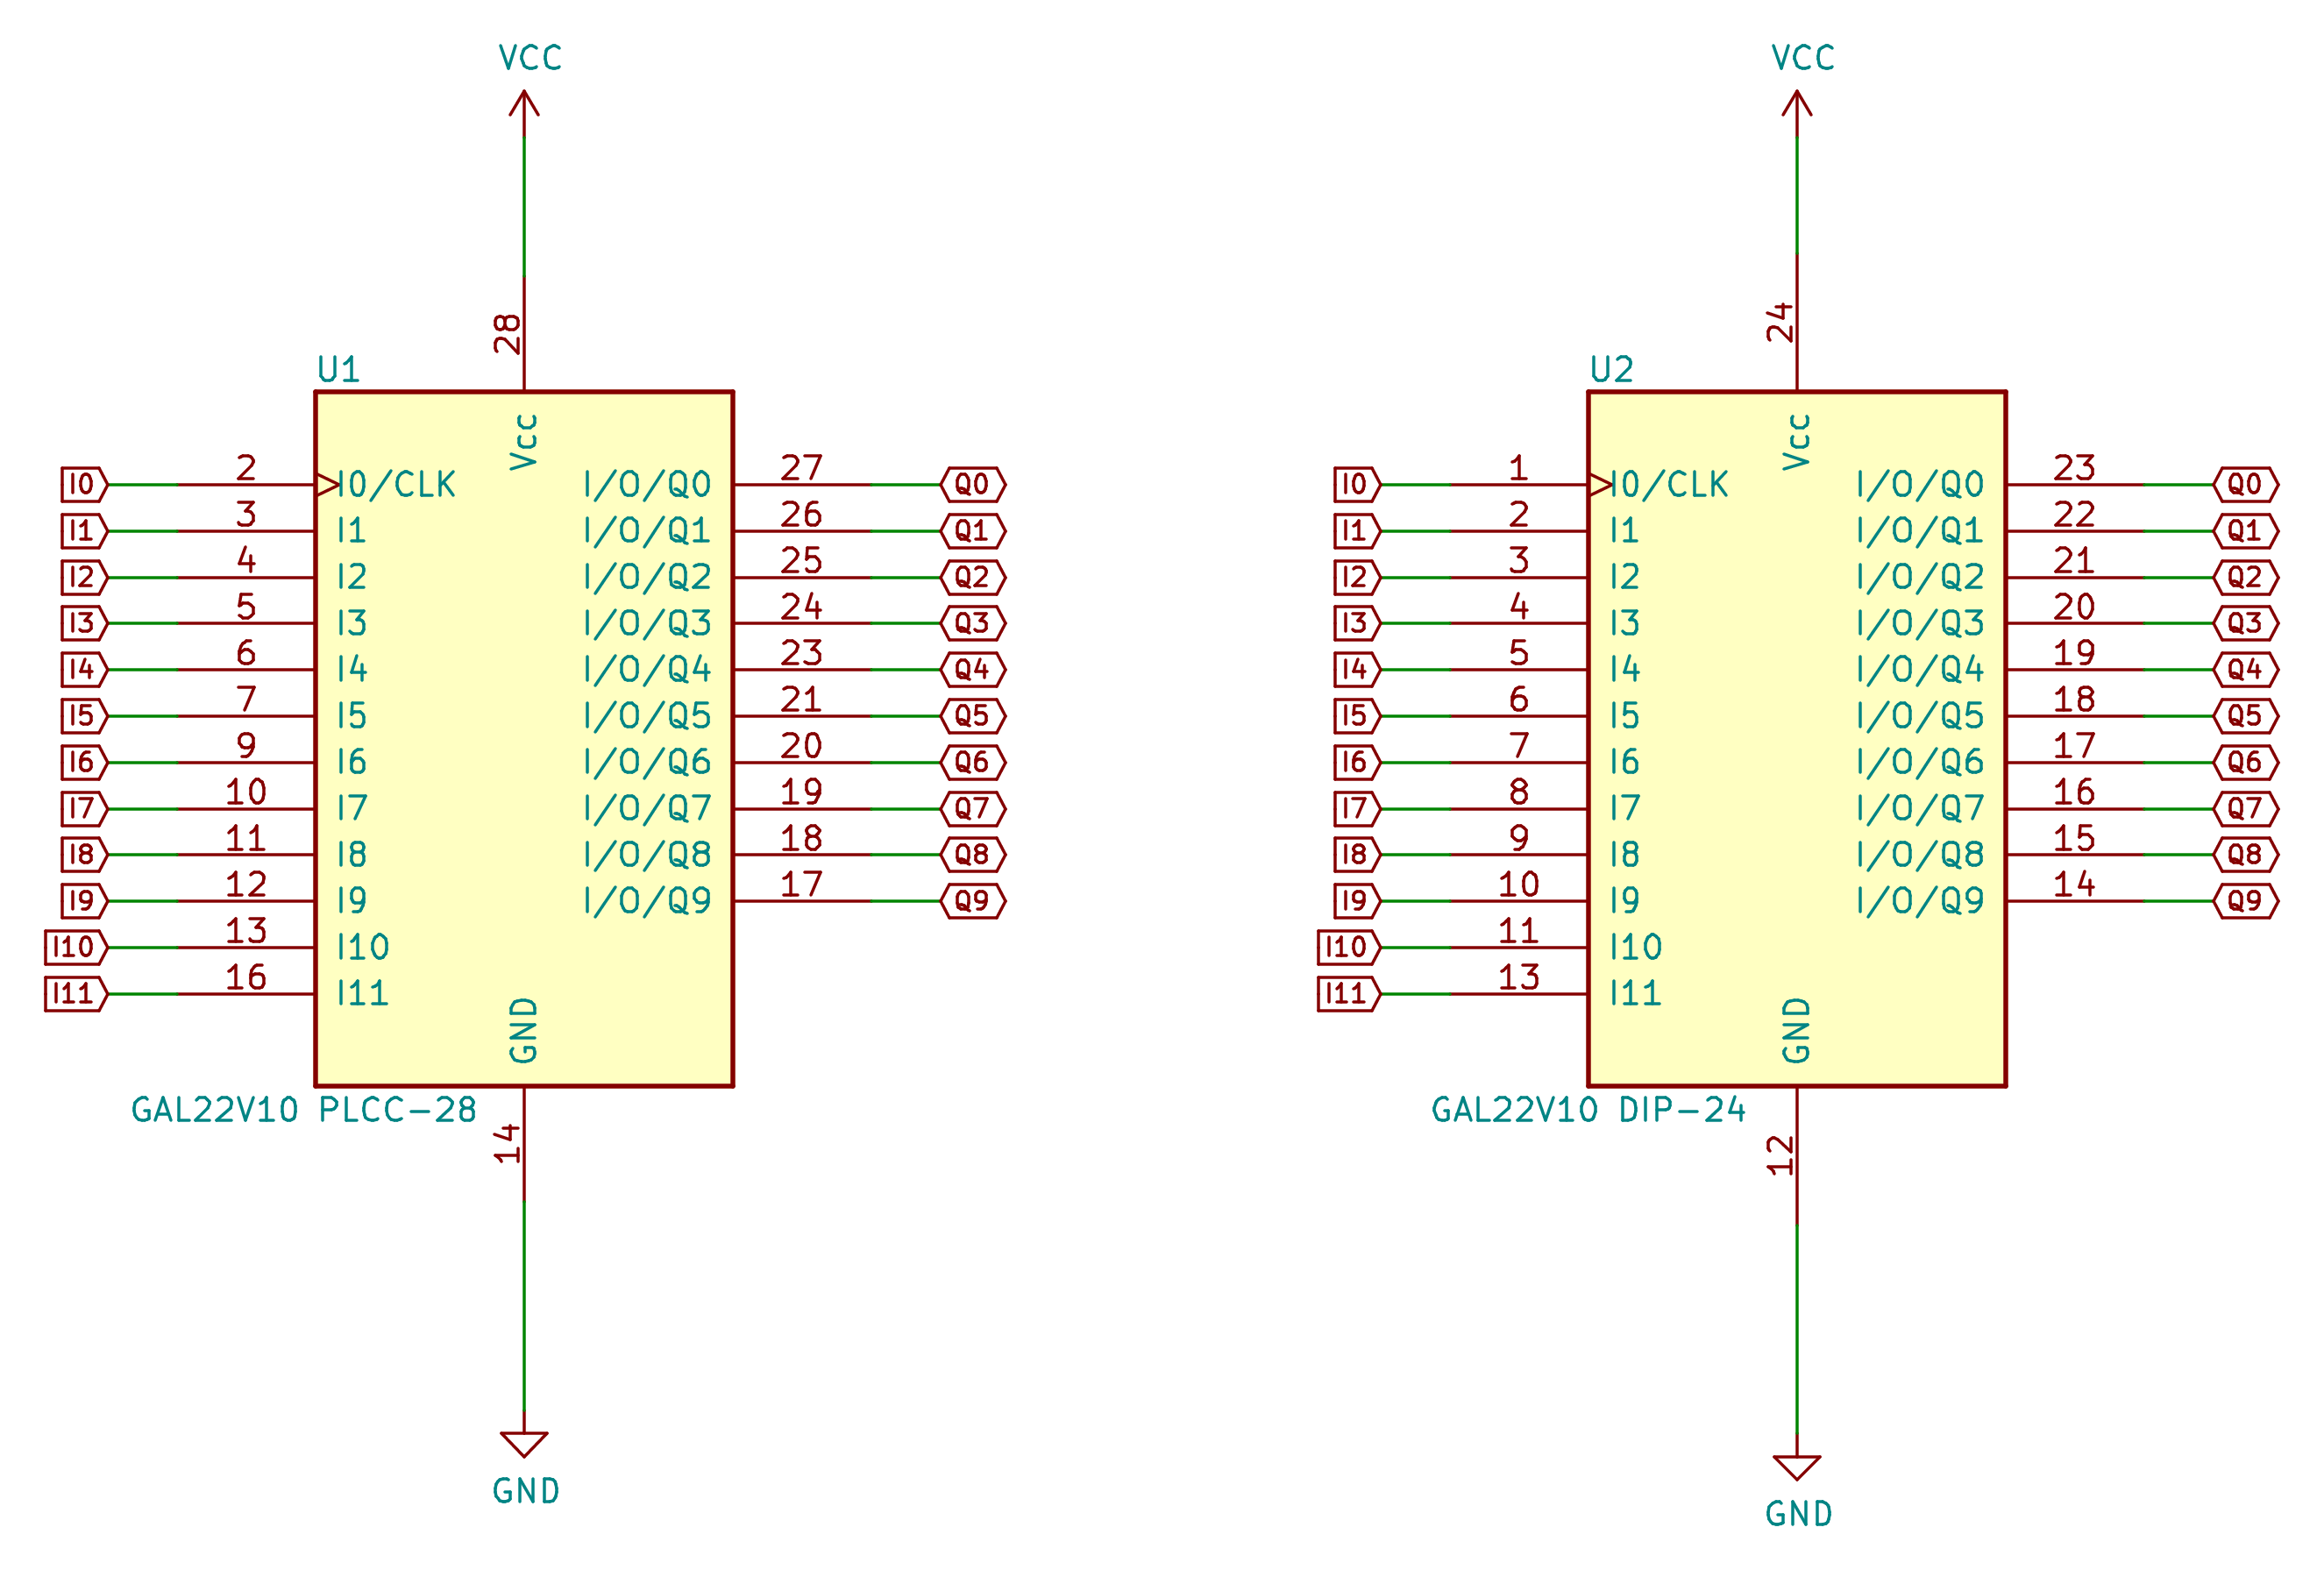 VCC
28
U1
Vcc
I0 2 I0/CLK I/O/Q0 27 Q0
I1 3 I1 I/O/Q1 26 Q1
I2 4 I2 I/O/Q2 25 Q2
I3 5 I3 I/O/Q3 24 Q3
I4 6 I4 I/O/Q4 23 Q4
I5 7 I5 I/O/Q5 21 Q5
I6 9 I6 I/O/Q6 20 Q6
I7 10 I7 I/O/Q7 19 Q7
I8 11 I8 I/O/Q8 18 Q8
I9 12 I9 I/O/Q9 17 Q9
I10 13 I10
I11 16 I11
GND
GAL22V10 PLCC-28
14
GND
VCC
24
U2
Vcc
I0 1 I0/CLK I/O/Q0 23 Q0
I1 2 I1 I/O/Q1 22 Q1
I2 3 I2 I/O/Q2 21 Q2
I3 4 I3 I/O/Q3 20 Q3
I4 5 I4 I/O/Q4 19 Q4
I5 6 I5 I/O/Q5 18 Q5
I6 7 I6 I/O/Q6 17 Q6
I7 8 I7 I/O/Q7 16 Q7
I8 9 I8 I/O/Q8 15 Q8
I9 10 I9 I/O/Q9 14 Q9
I10 11 I10
I11 13 I11
GND
GAL22V10 DIP-24
12
GND